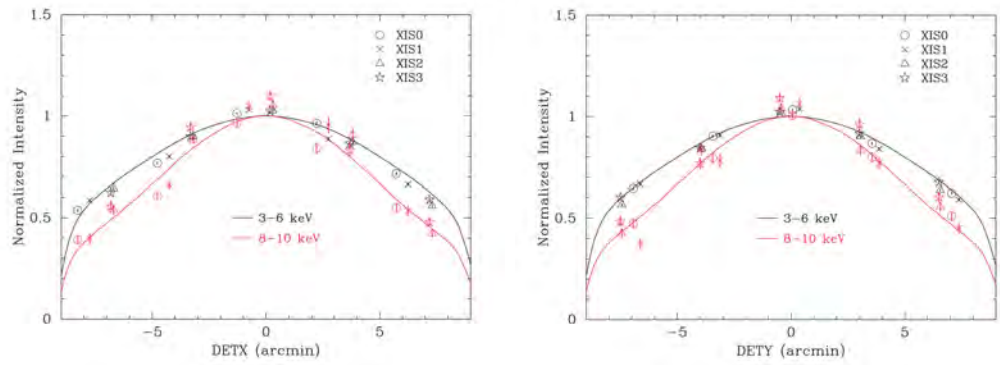 1.5
XIS0
XIS1
XIS2
XIS3
1
Normalized Intensity
0.5
3−6 keV
8−10 keV
0
−5
0
5
DETX (arcmin)
1.5
XIS0
XIS1
XIS2
XIS3
1
Normalized Intensity
0.5
3−6 keV
8−10 keV
0
−5
0
5
DETY (arcmin)